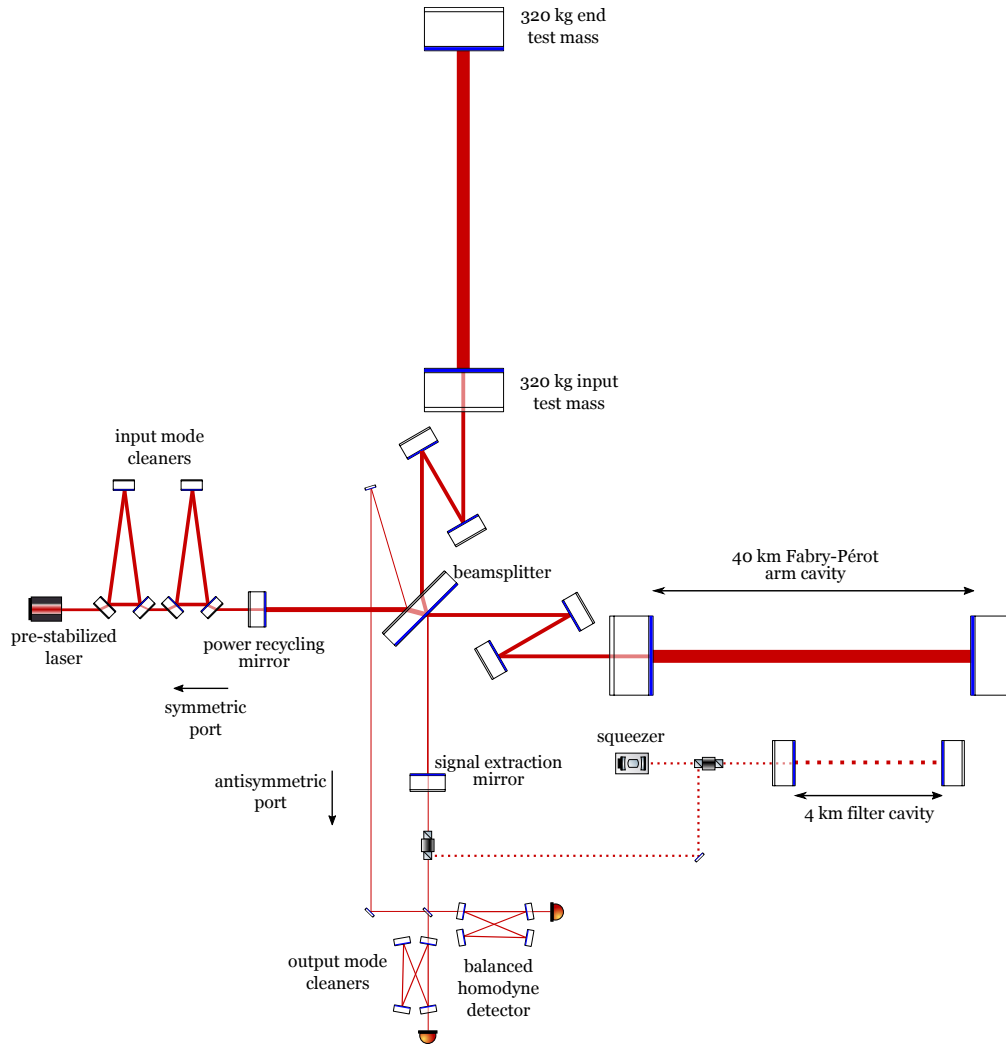 320 kg end
test mass
320 kg input
test mass
input mode
cleaners
40 km Fabry-Pérot
arm cavity
beamsplitter
pre-stabilized
laser
power recycling
mirror
symmetric
port
squeezer
signal extraction
mirror
antisymmetric
port
4 km filter cavity
output mode
cleaners
balanced
homodyne
detector